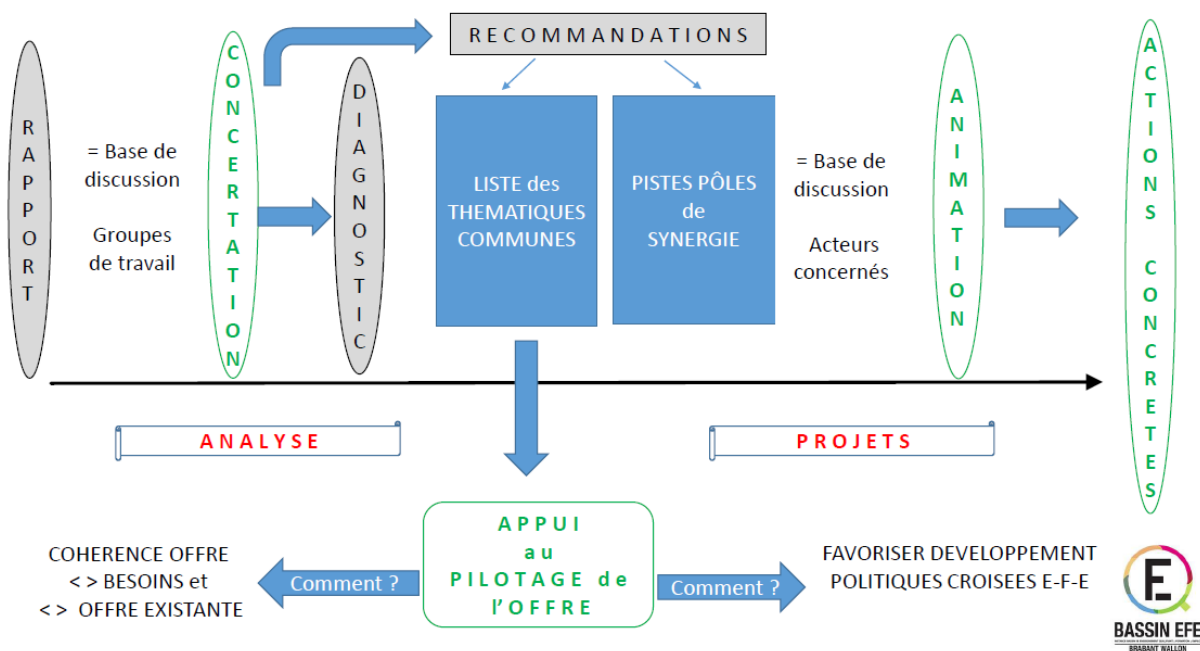 RAPPORT
= Base de
discussion
Groupes
de travail
CONCERTATION
DIAGNOSTIC
RECOMMANDATIONS
LISTE des
THEMATIQUES
COMMUNES
PISTES PÔLES
de
SYNERGIE
= Base de
discussion
Acteurs
concernés
ANIMATION
ACTIONS CONCRETES
ANALYSE
PROJETS
APPUI
au
PILOTAGE de
l'OFFRE
COHERENCE OFFRE
< > BESOINS et
< > OFFRE EXISTANTE
Comment ?
Comment ?
FAVORISER DEVELOPPEMENT
POLITIQUES CROISEES E-F-E
BASSIN EFE
BRABANT WALLON